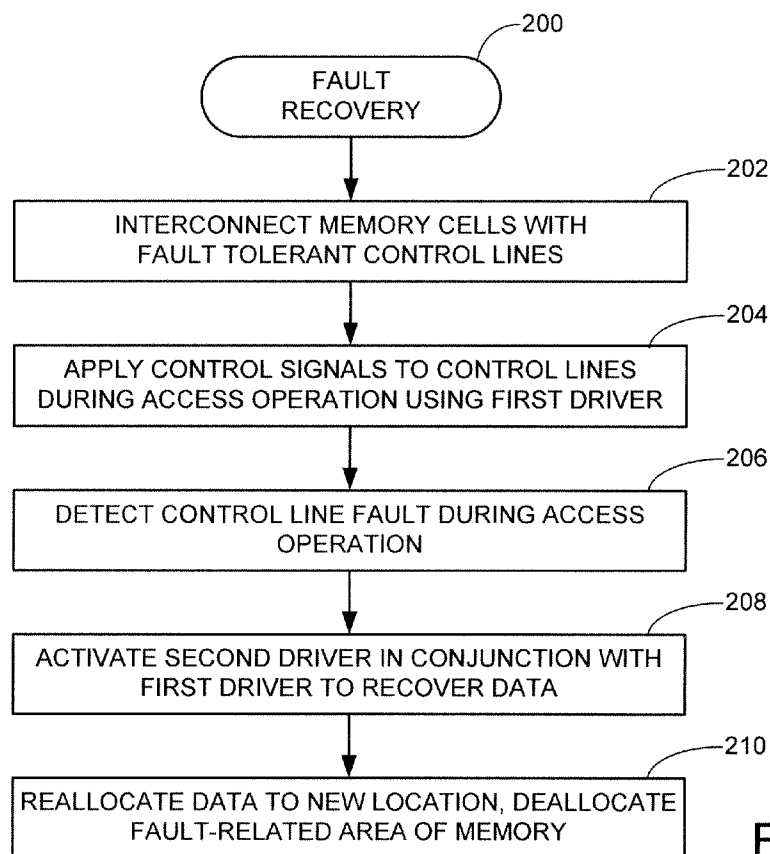 200
FAULT
RECOVERY
202
INTERCONNECT MEMORY CELLS WITH
FAULT TOLERANT CONTROL LINES
204
APPLY CONTROL SIGNALS TO CONTROL LINES
DURING ACCESS OPERATION USING FIRST DRIVER
206
DETECT CONTROL LINE FAULT DURING ACCESS
OPERATION
208
ACTIVATE SECOND DRIVER IN CONJUNCTION WITH
FIRST DRIVER TO RECOVER DATA
210
REALLOCATE DATA TO NEW LOCATION, DEALLOCATE
FAULT-RELATED AREA OF MEMORY